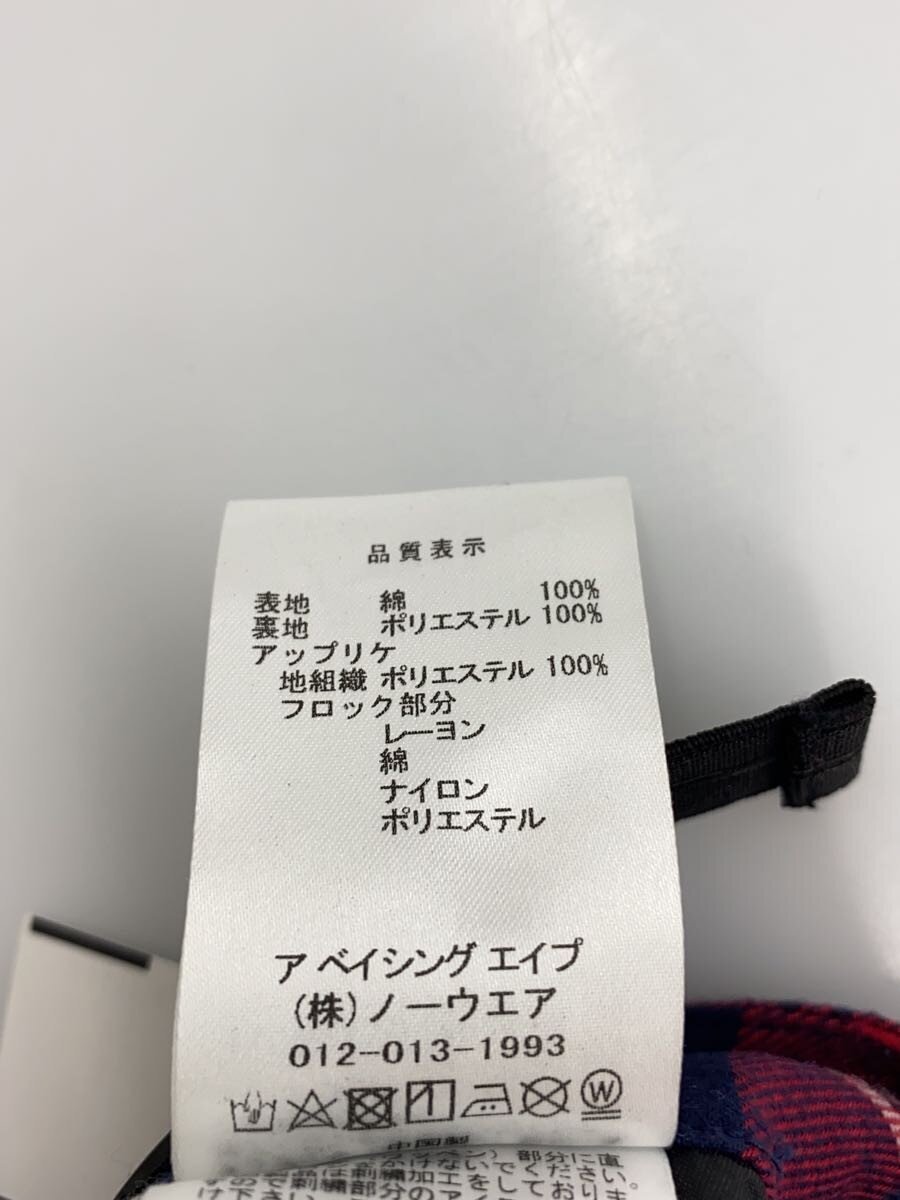 品質表示
表地 綿 100%
裏地 ポリエステル 100%
アップリケ
地組織 ポリエステル 100%
フロック部分
レーヨン
綿
ナイロン
ポリエステル
ア ベイシング エイプ
(株)ノーウエア
012-013-1993
W
中国製